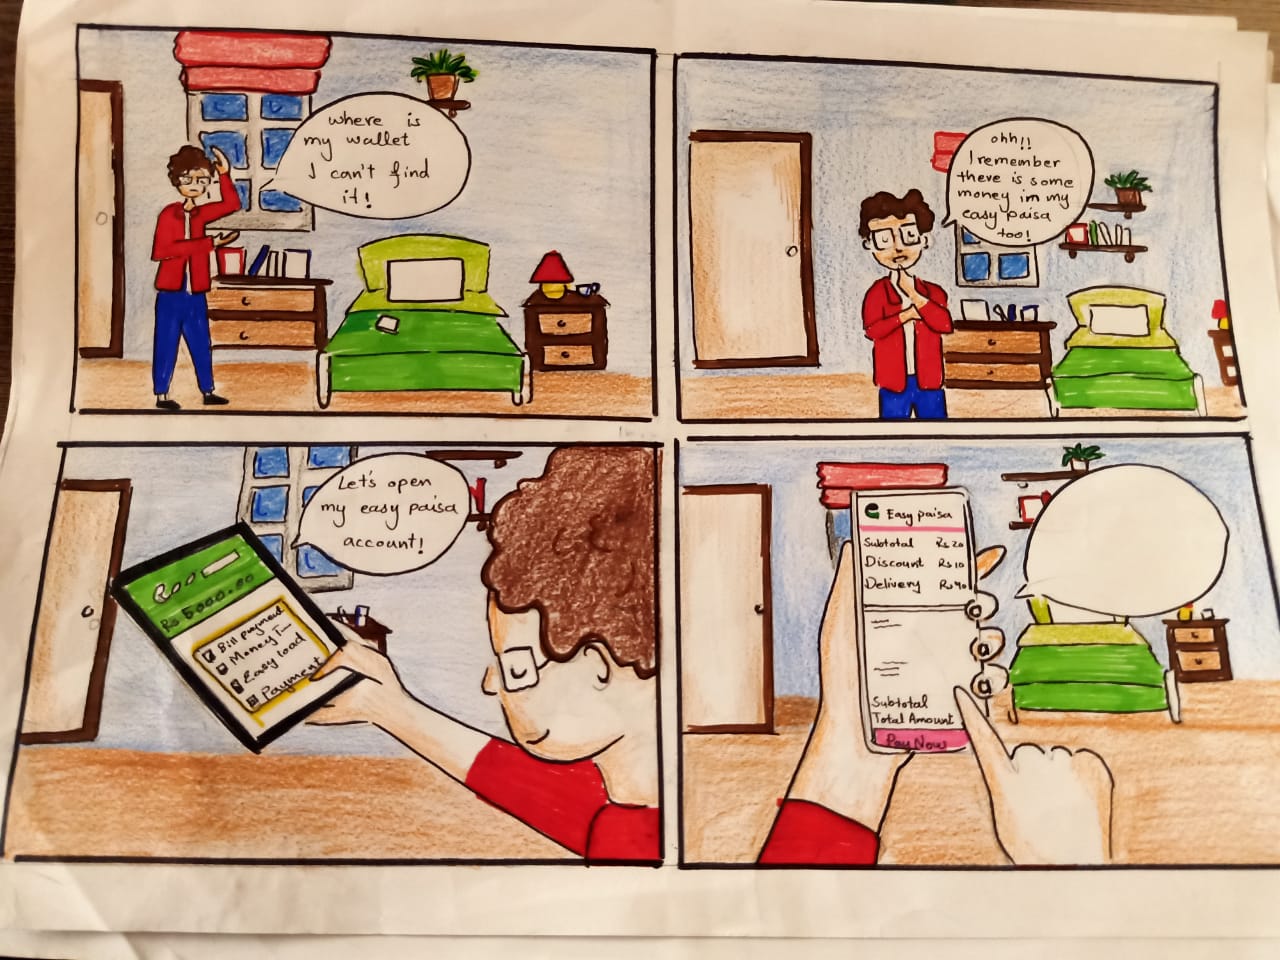 where is
my wallet
I can't find
it!
ohh!!
I remember
there is some
money in my
easy paisa
too!
Let's open
my easy paisa
account!
Rs 5000.00
Bill payment
Money T
Easy load
Payment
Easy paisa
Subtotal Rs 20
Discount Rs 10
Delivery Rs 90
Subtotal
Total Amount
Pay Now